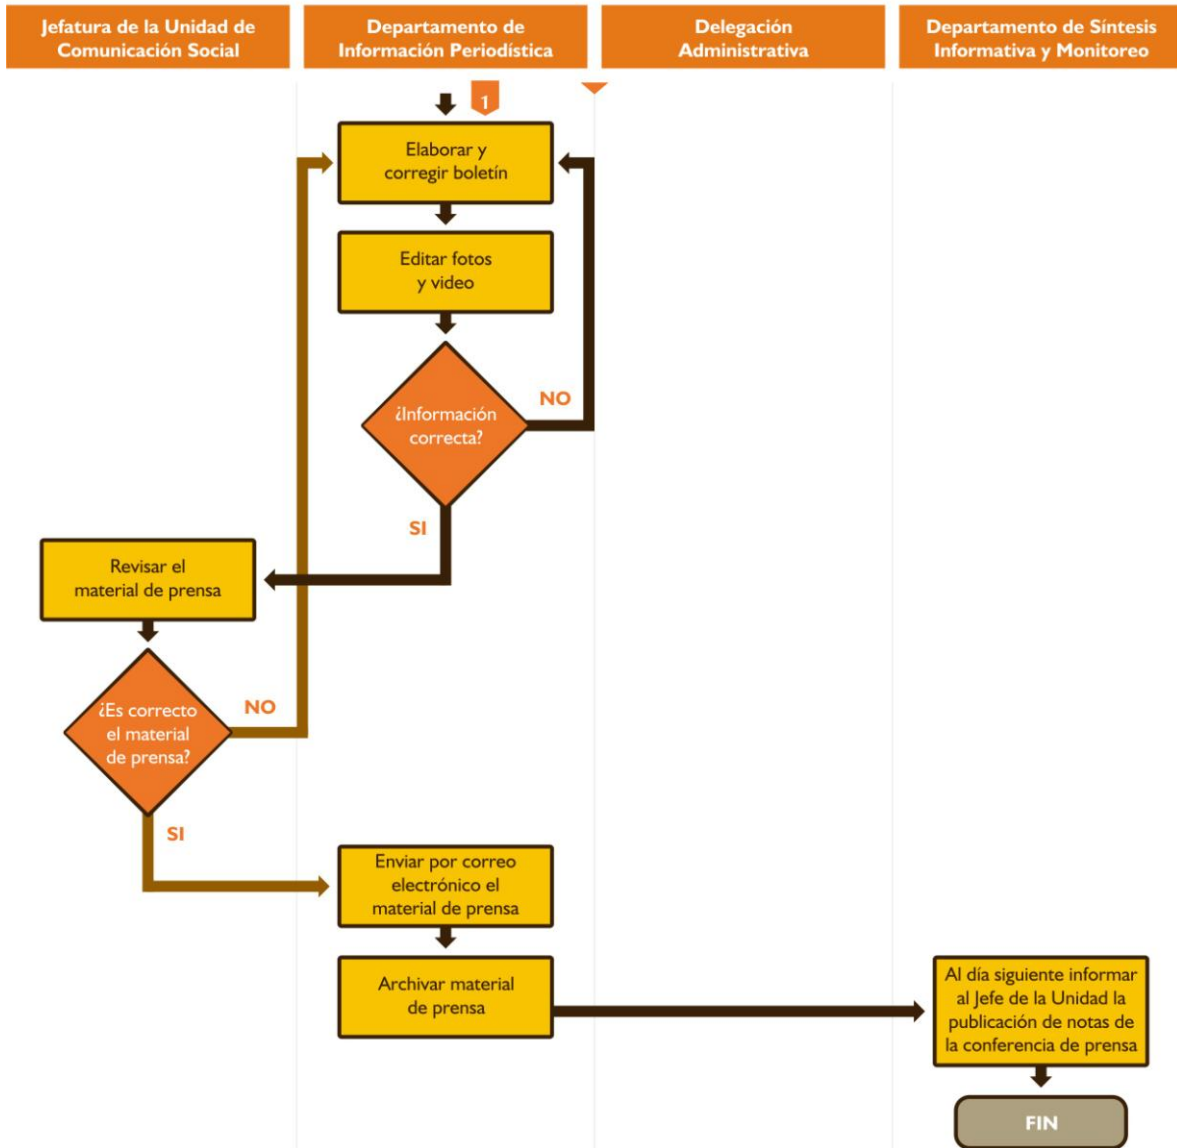 Jefatura de la Unidad de
Comunicación Social
Departamento de
Información Periodística
Delegación
Administrativa
Departamento de Síntesis
Informativa y Monitoreo
1
Elaborar y
corregir boletín
Editar fotos
y video
¿Información
correcta?
NO
SI
Revisar el
material de prensa
¿Es correcto
el material
de prensa?
NO
SI
Enviar por correo
electrónico el
material de prensa
Archivar material
de prensa
Al día siguiente informar
al Jefe de la Unidad la
publicación de notas de
la conferencia de prensa
FIN